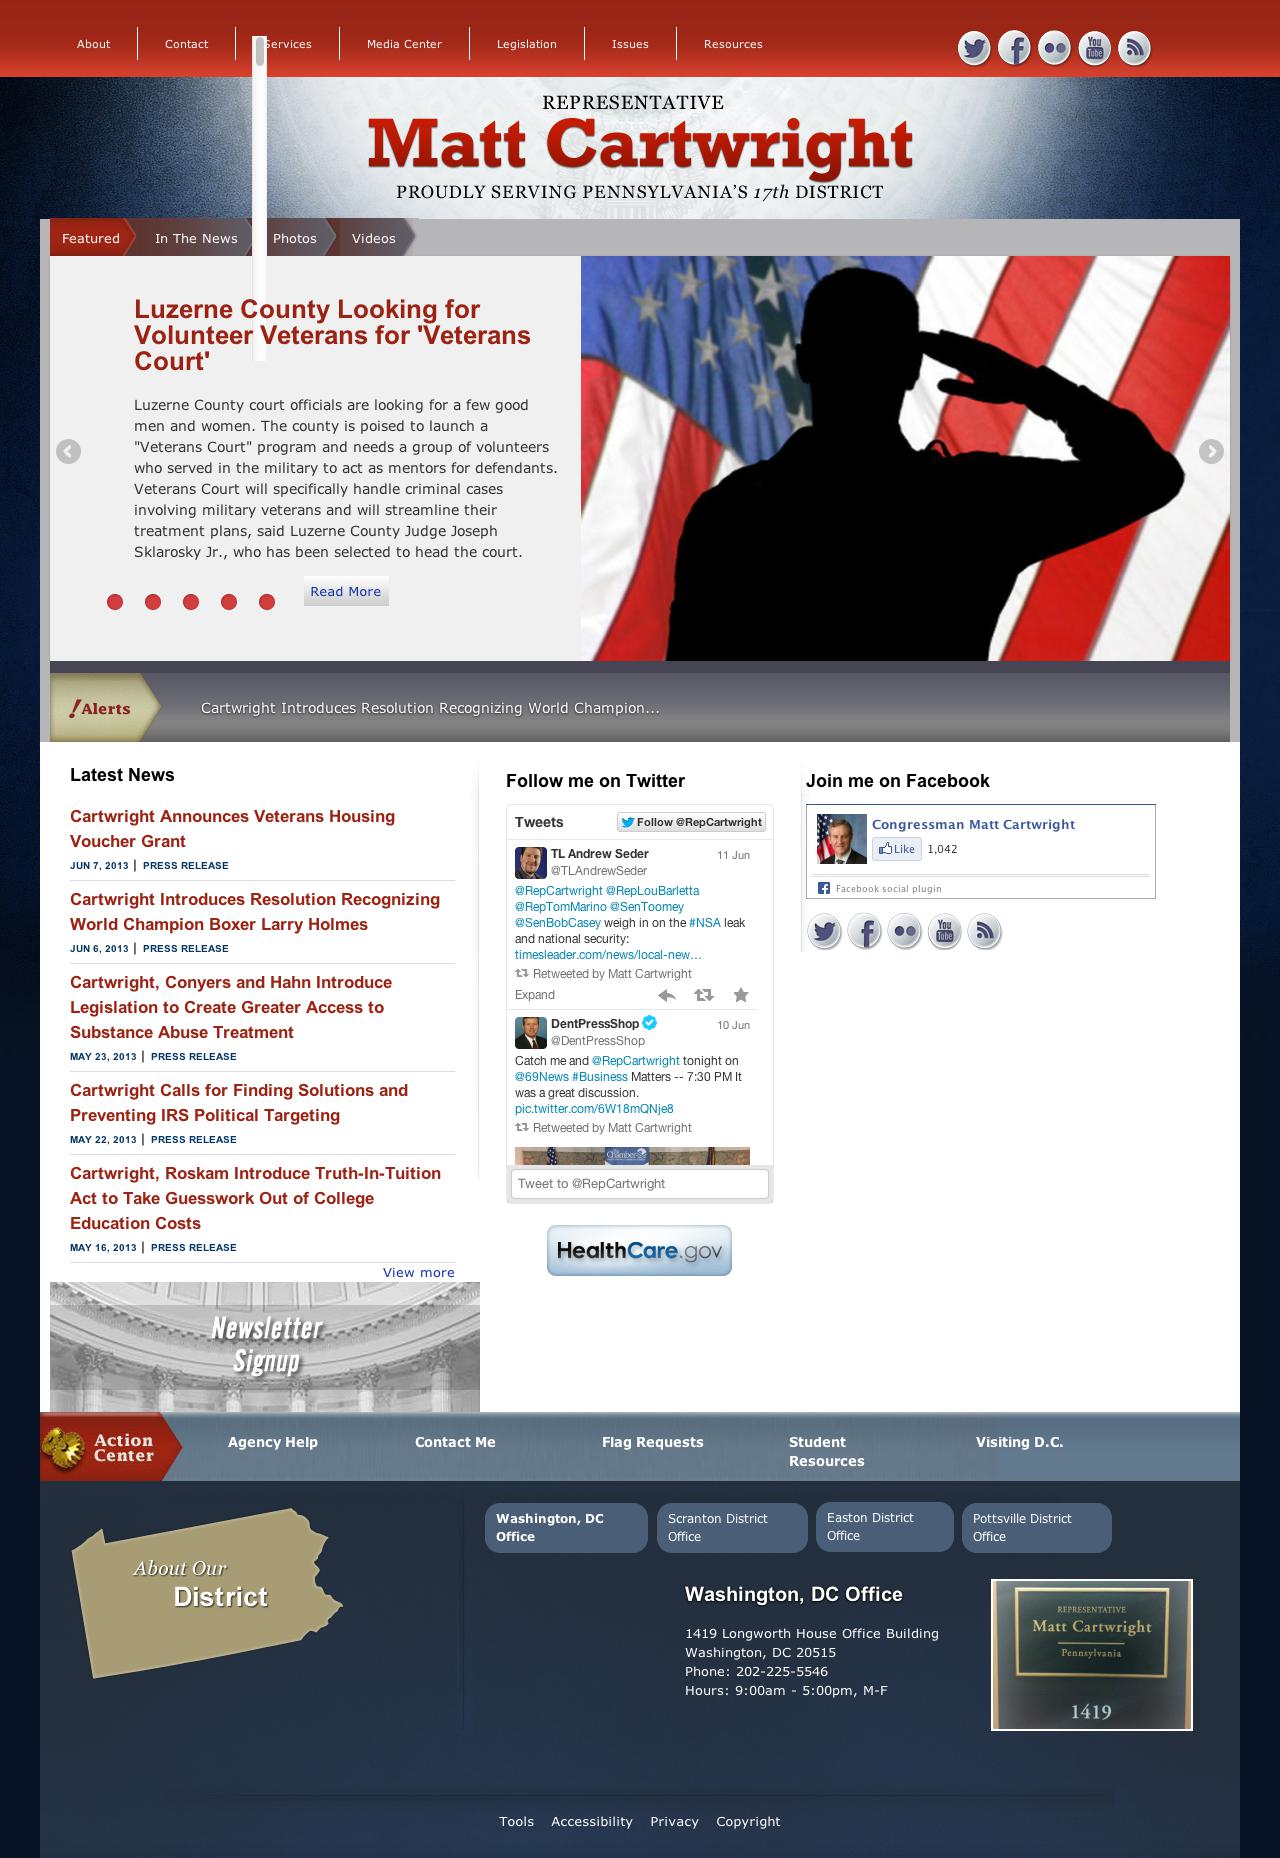 About
Contact
Services
Media Center
Legislation
Issues
Resources
You
Tube
REPRESENTATIVE
Matt Cartwright
PROUDLY SERVING PENNSYLVANIA'S 17th DISTRICT
Featured
In The News
Photos
Videos
Luzerne County Looking for
Volunteer Veterans for 'Veterans
Court'
Luzerne County court officials are looking for a few good
men and women. The county is poised to launch a
"Veterans Court" program and needs a group of volunteers
who served in the military to act as mentors for defendants.
Veterans Court will specifically handle criminal cases
involving military veterans and will streamline their
treatment plans, said Luzerne County Judge Joseph
Sklarosky Jr., who has been selected to head the court.
Read More
!Alerts
Cartwright Introduces Resolution Recognizing World Champion...
Latest News
Cartwright Announces Veterans Housing
Voucher Grant
JUN 7, 2013 | PRESS RELEASE
Cartwright Introduces Resolution Recognizing
World Champion Boxer Larry Holmes
JUN 6, 2013 | PRESS RELEASE
Cartwright, Conyers and Hahn Introduce
Legislation to Create Greater Access to
Substance Abuse Treatment
MAY 23, 2013 | PRESS RELEASE
Cartwright Calls for Finding Solutions and
Preventing IRS Political Targeting
MAY 22, 2013 | PRESS RELEASE
Cartwright, Roskam Introduce Truth-In-Tuition
Act to Take Guesswork Out of College
Education Costs
MAY 16, 2013 | PRESS RELEASE
View more
Newsletter
Signup
Follow me on Twitter
Tweets
Follow @RepCartwright
TL Andrew Seder
11 Jun
@TLAndrewSeder
@RepCartwright @RepLouBarletta
@RepTomMarino @SenToomey
@SenBobCasey weigh in on the #NSA leak
and national security:
timesleader.com/news/local-new…
Retweeted by Matt Cartwright
Expand
DentPressShop
10 Jun
@DentPressShop
Catch me and @RepCartwright tonight on
@69News #Business Matters -- 7:30 PM It
was a great discussion.
pic.twitter.com/6W18mQNje8
Retweeted by Matt Cartwright
Chamber
Tweet to @RepCartwright
HealthCare.gov
Join me on Facebook
Congressman Matt Cartwright
Like
1,042
Facebook social plugin
You
Tube
Action
Center
Agency Help
Contact Me
Flag Requests
Student
Resources
Visiting D.C.
About Our
District
Washington, DC
Office
Scranton District
Office
Easton District
Office
Pottsville District
Office
Washington, DC Office
1419 Longworth House Office Building
Washington, DC 20515
Phone: 202-225-5546
Hours: 9:00am - 5:00pm, M-F
REPRESENTATIVE
Matt Cartwright
Pennsylvania
1419
Tools
Accessibility
Privacy
Copyright